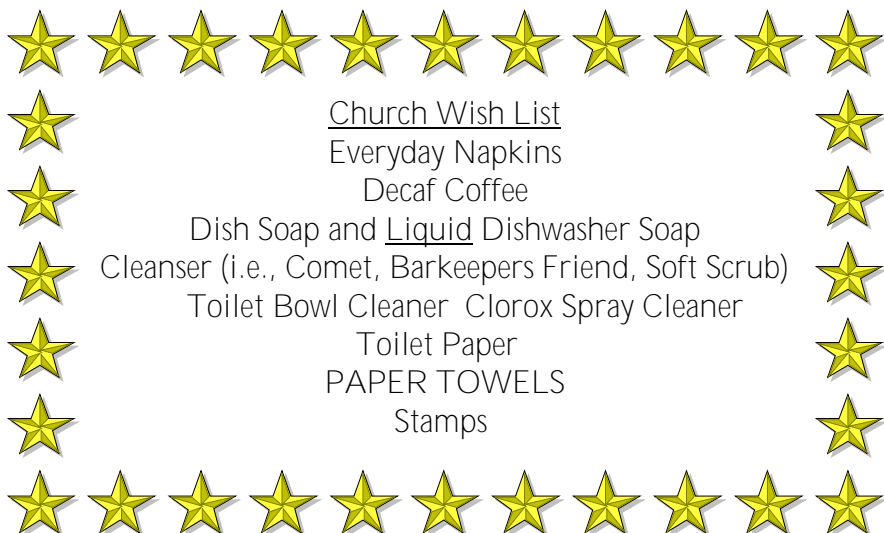 Church Wish List
Everyday Napkins
Decaf Coffee
Dish Soap and Liquid Dishwasher Soap
Cleanser (i.e., Comet, Barkeepers Friend, Soft Scrub)
Toilet Bowl Cleaner  Clorox Spray Cleaner
Toilet Paper
PAPER TOWELS
Stamps